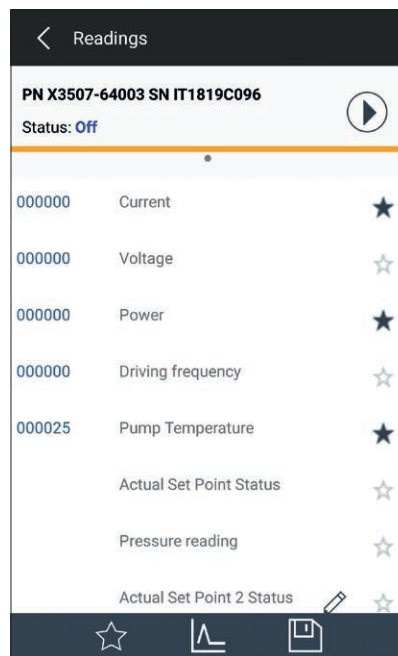 Readings
PN X3507-64003 SN IT1819C096
Status: Off
000000 Current
000000 Voltage
000000 Power
000000 Driving frequency
000025 Pump Temperature
Actual Set Point Status
Pressure reading
Actual Set Point 2 Status